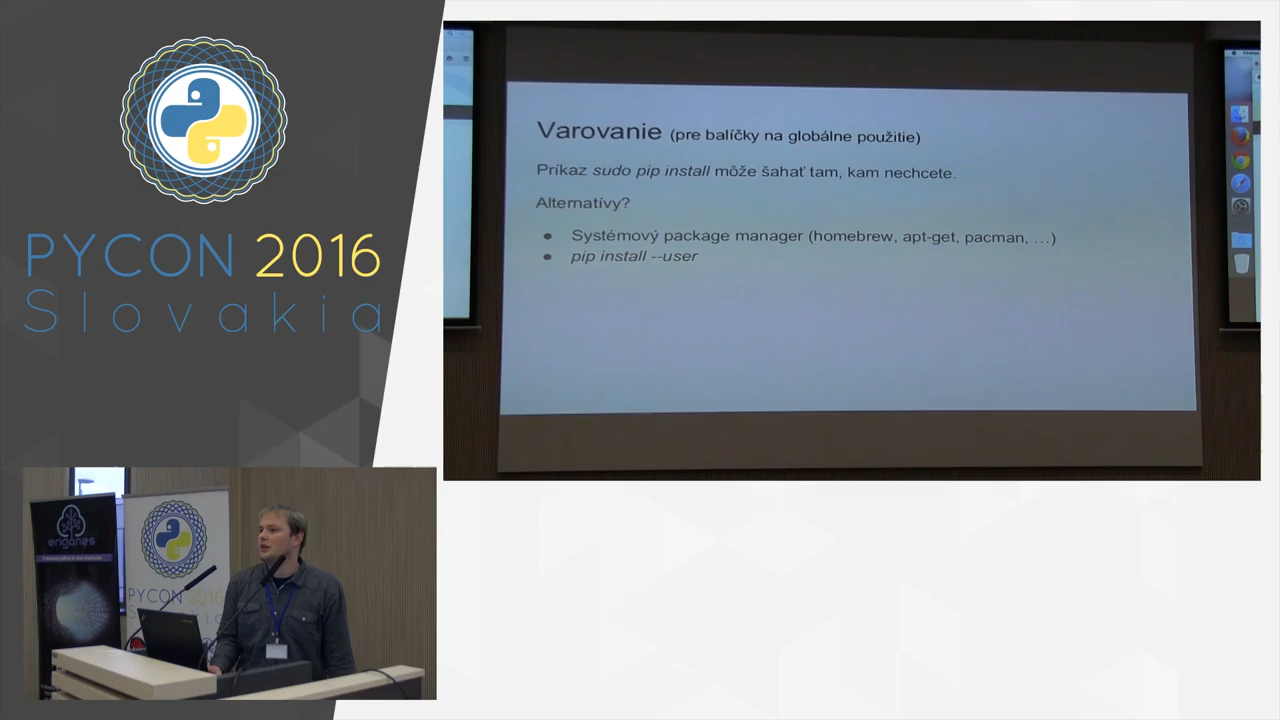 PYCON 2016
Slovakia
Varovanie (pre balíčky na globálne použitie)
Príkaz sudo pip install môže šahať tam, kam nechcete.
Alternatívy?
● Systémový package manager (homebrew, apt-get, pacman, …)
● pip install --user
erigones
PYCON 2016